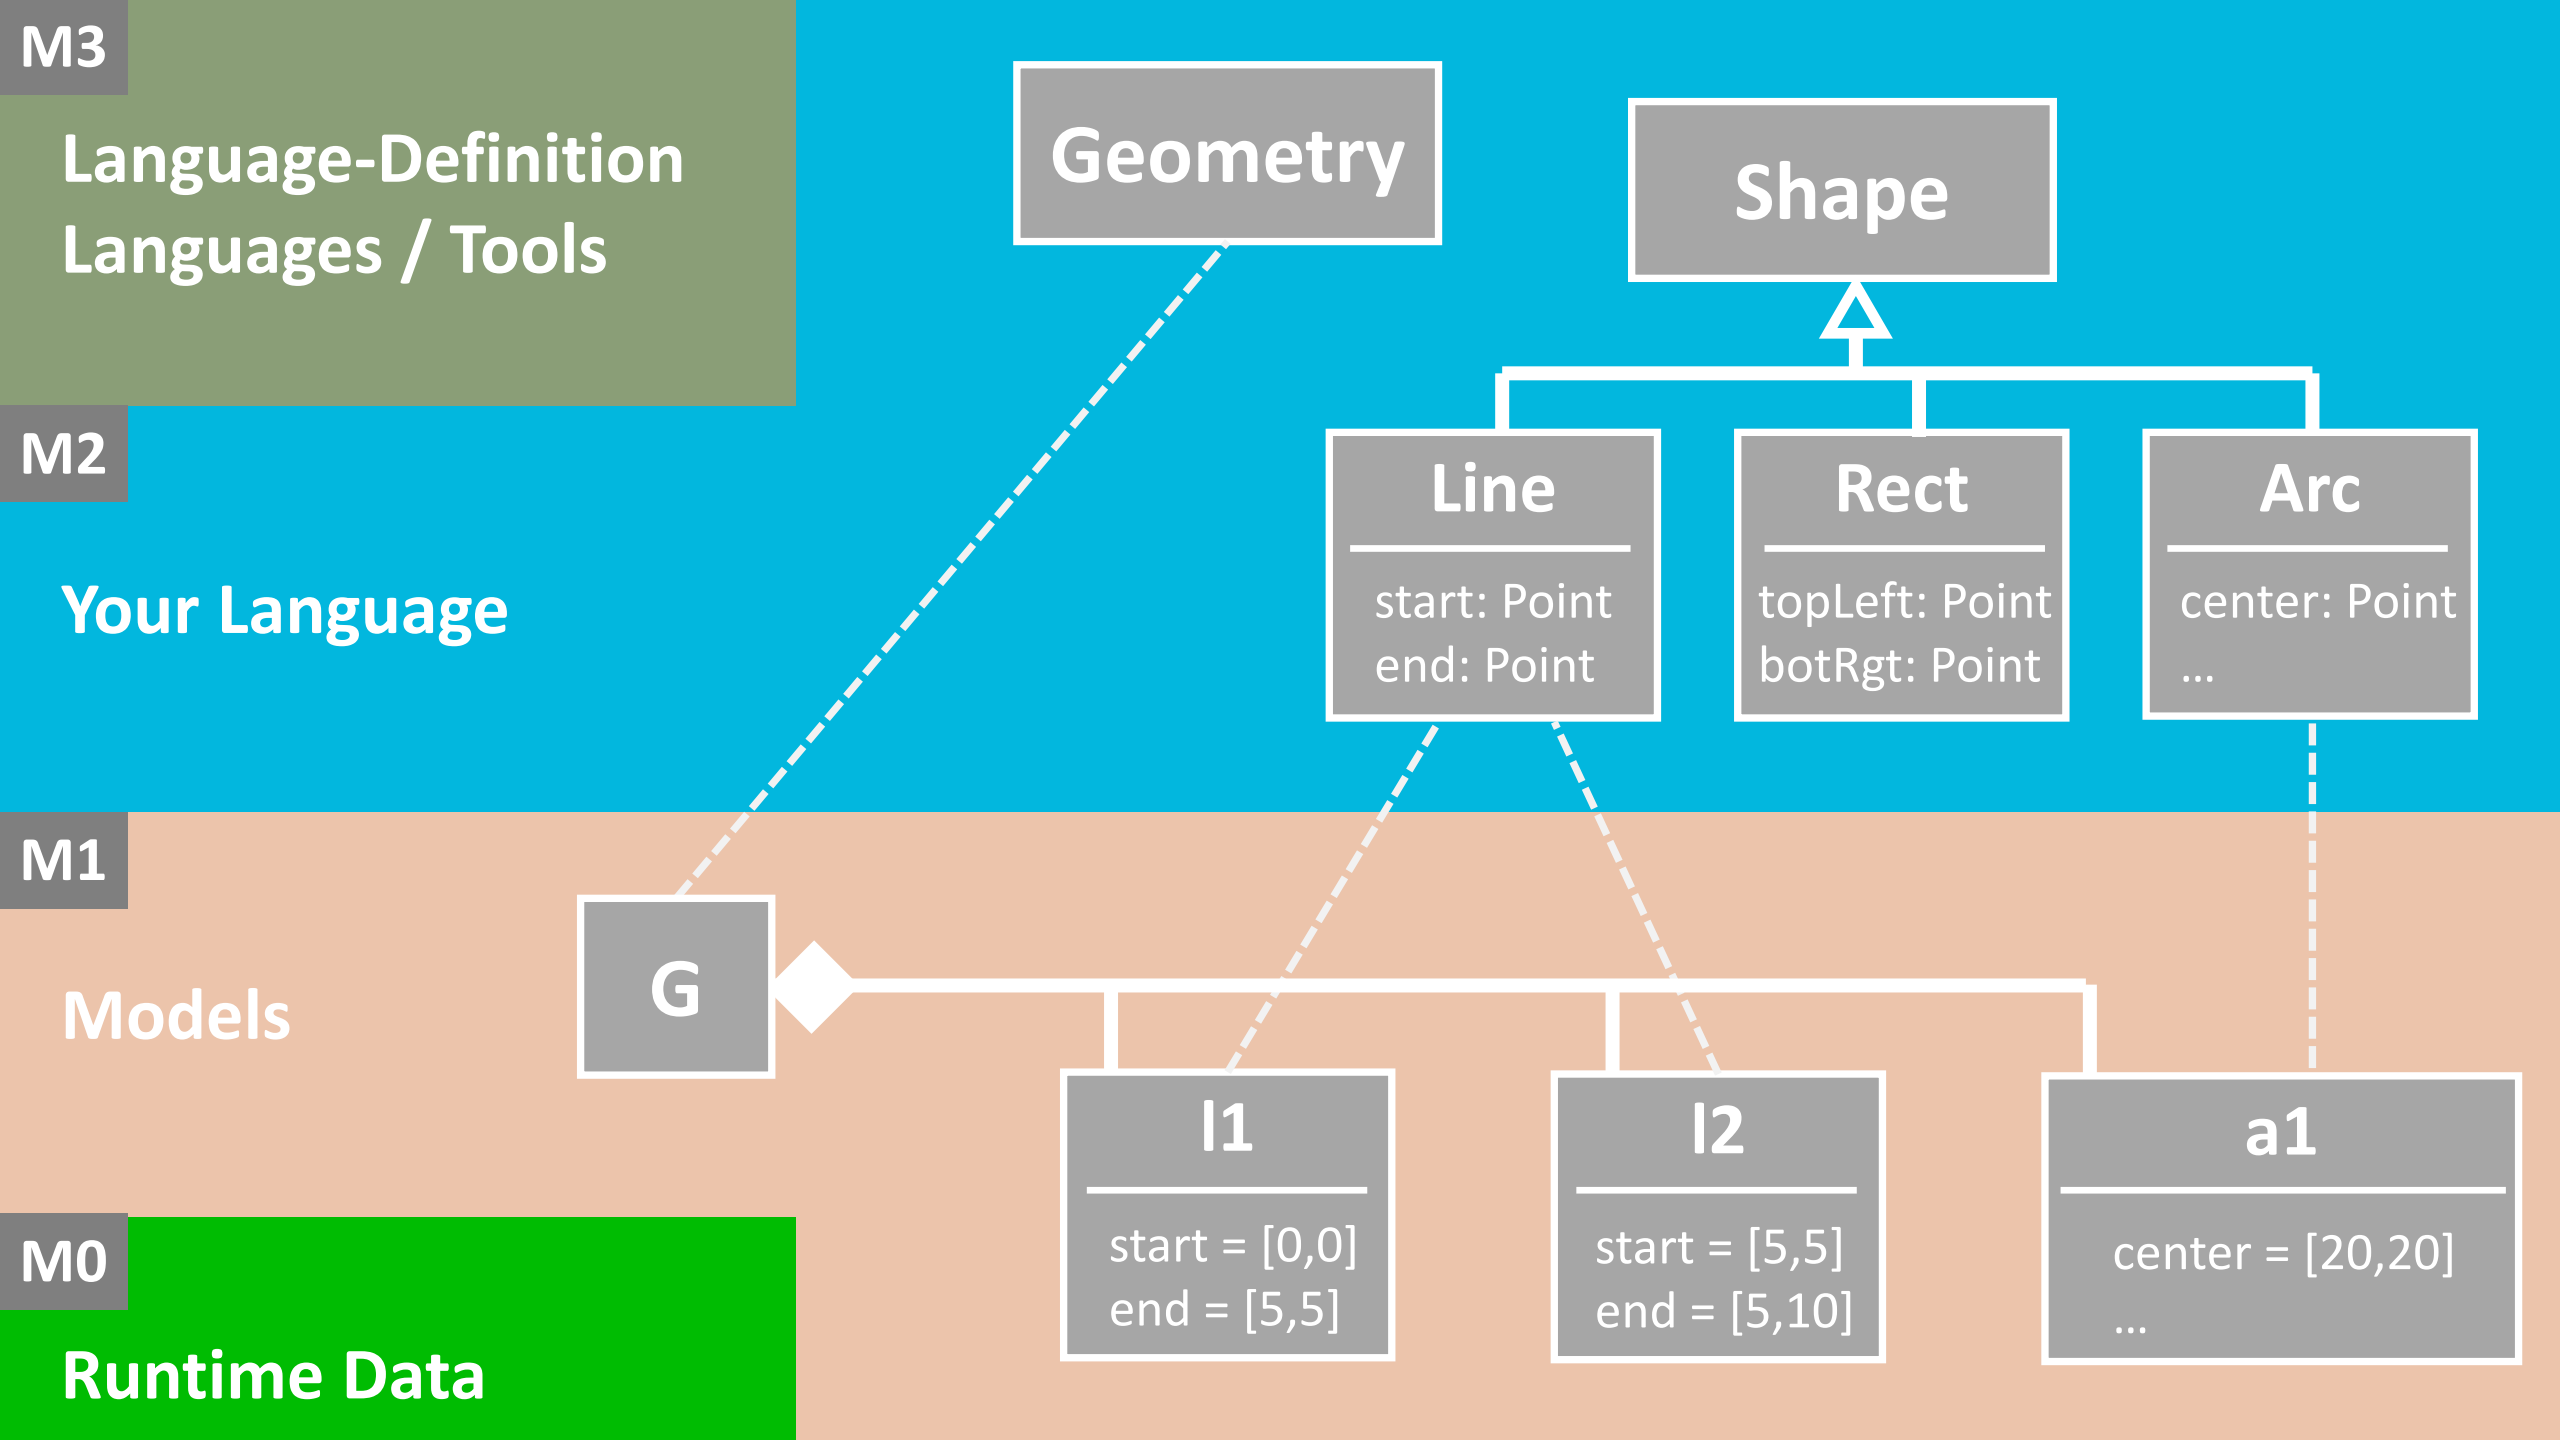 M3
Language-Definition
Languages / Tools
Geometry
Shape
M2
Your Language
Line
start: Point
end: Point
Rect
topLeft: Point
botRgt: Point
Arc
center: Point
...
M1
Models
G
l1
start = [0,0]
end = [5,5]
l2
start = [5,5]
end = [5,10]
a1
center = [20,20]
...
M0
Runtime Data